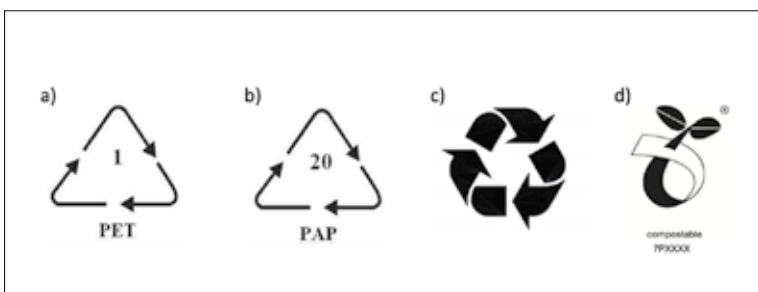 a)
1
PET
b)
20
PAP
c)
d)
®
compostable
7PXXXX